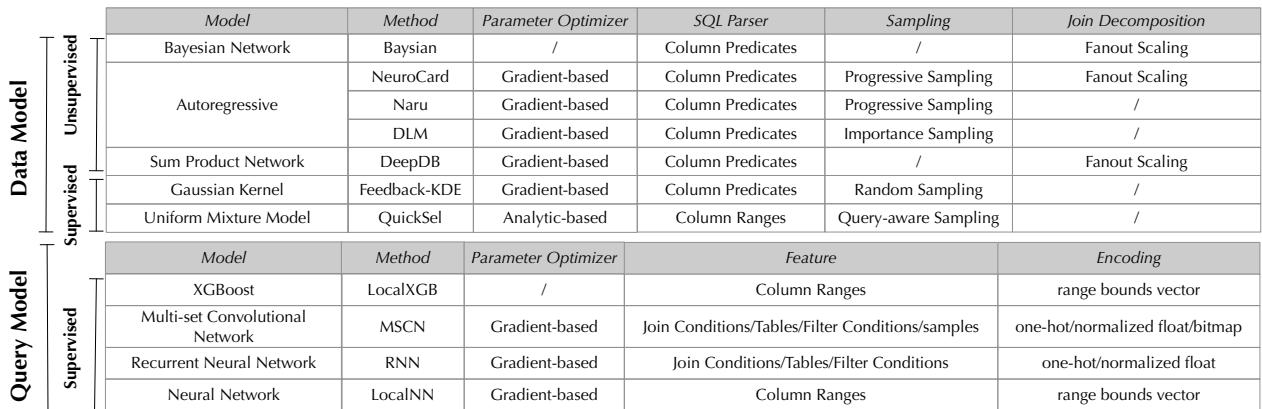 Model Method Parameter Optimizer SQL Parser Sampling Join Decomposition
Data Model
Unsupervised
Bayesian Network Baysian / Column Predicates / Fanout Scaling
Autoregressive
NeuroCard Gradient-based Column Predicates Progressive Sampling Fanout Scaling
Naru Gradient-based Column Predicates Progressive Sampling /
DLM Gradient-based Column Predicates Importance Sampling /
Sum Product Network DeepDB Gradient-based Column Predicates / Fanout Scaling
Supervised
Gaussian Kernel Feedback-KDE Gradient-based Column Predicates Random Sampling /
Uniform Mixture Model QuickSel Analytic-based Column Ranges Query-aware Sampling /
Model Method Parameter Optimizer Feature Encoding
Query Model
Supervised
XGBoost LocalXGB / Column Ranges range bounds vector
Multi-set Convolutional
Network
MSCN Gradient-based Join Conditions/Tables/Filter Conditions/samples one-hot/normalized float/bitmap
Recurrent Neural Network RNN Gradient-based Join Conditions/Tables/Filter Conditions one-hot/normalized float
Neural Network LocalNN Gradient-based Column Ranges range bounds vector